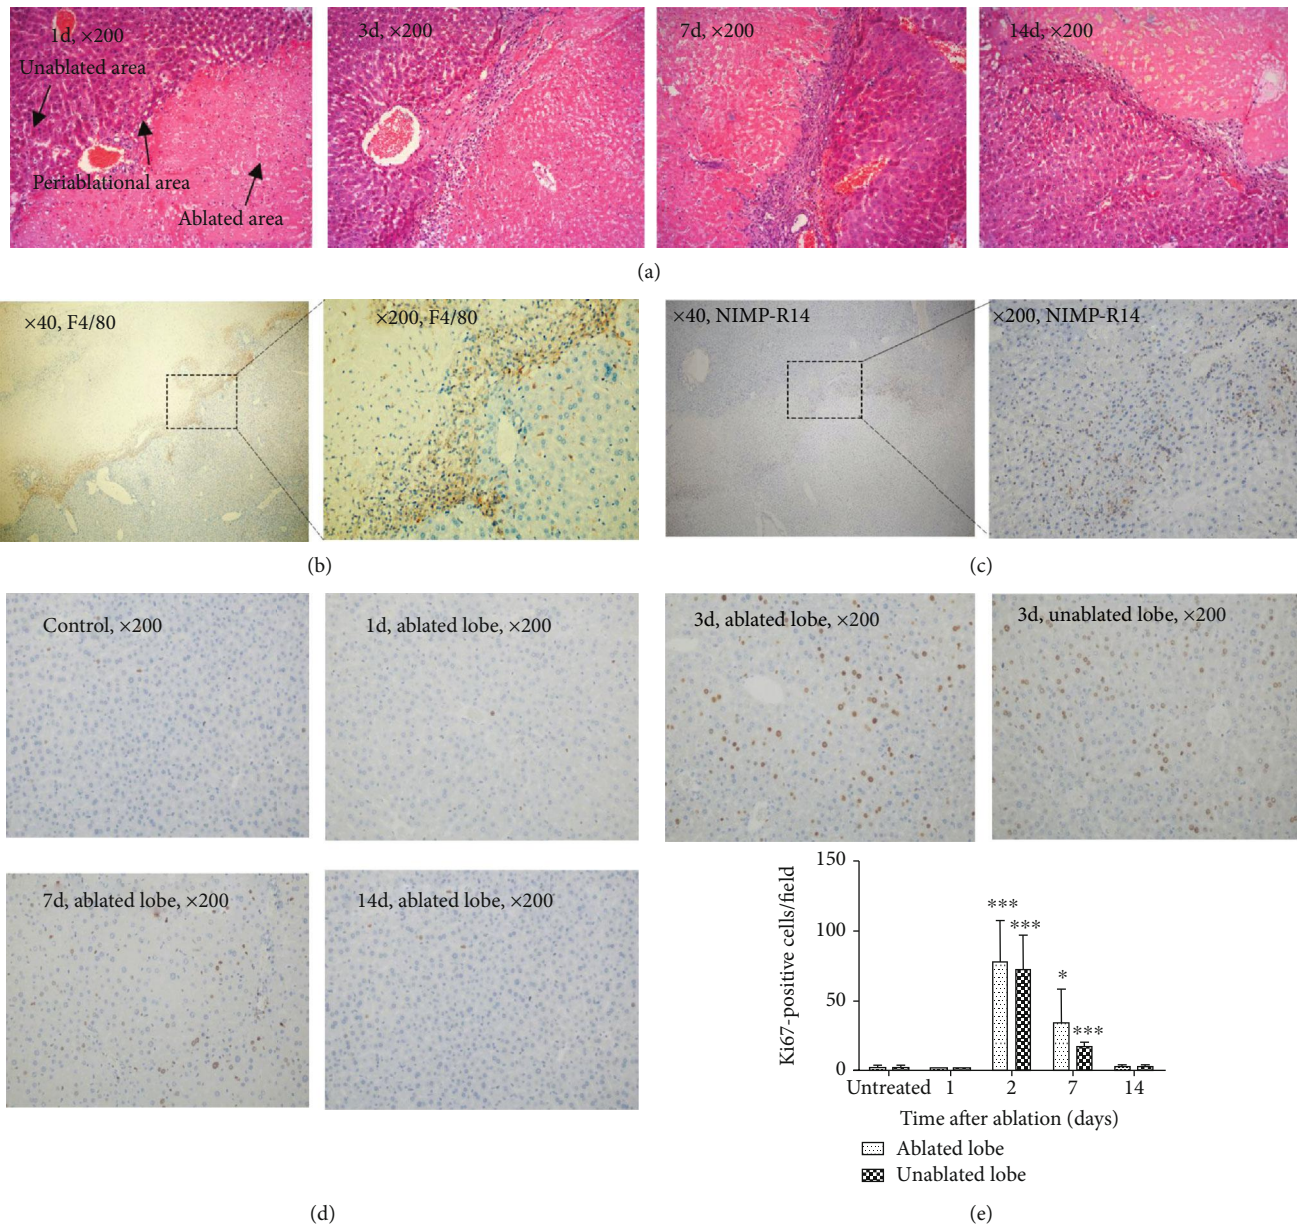 1d, ×200
Unablated area
Periablational area
Ablated area
3d, ×200
7d, ×200
14d, ×200
(a)
×40, F4/80
×200, F4/80
(b)
×40, NIMP-R14
×200, NIMP-R14
(c)
Control, ×200
1d, ablated lobe, ×200
3d, ablated lobe, ×200
3d, unablated lobe, ×200
7d, ablated lobe, ×200
14d, ablated lobe, ×200
(d)
Ki67-positive cells/field
150
100
50
0
***
***
*
***
Untreated 1 2 7 14
Time after ablation (days)
Ablated lobe
Unablated lobe
(e)